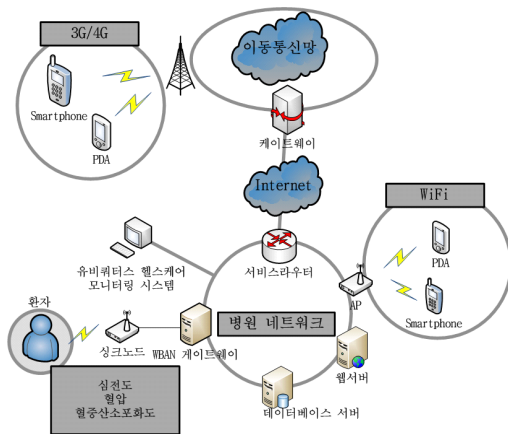 3G/4G
이동통신망
Smartphone
PDA
케이트웨이
Internet
WiFi
서비스라우터
PDA
유비쿼터스 헬스케어
모니터링 시스템
AP
Smartphone
환자
병원 네트워크
싱크노드
WBAN 게이트웨이
웹서버
심전도
혈압
혈중산소포화도
데이터베이스 서버